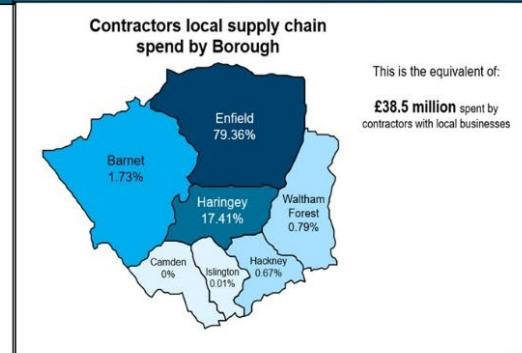 Contractors local supply chain
spend by Borough
This is the equivalent of:
£38.5 million spent by
contractors with local businesses
Enfield
79.36%
Barnet
1.73%
Haringey
17.41%
Waltham
Forest
0.79%
Camden
0%
Islington
0.01%
Hackney
0.67%